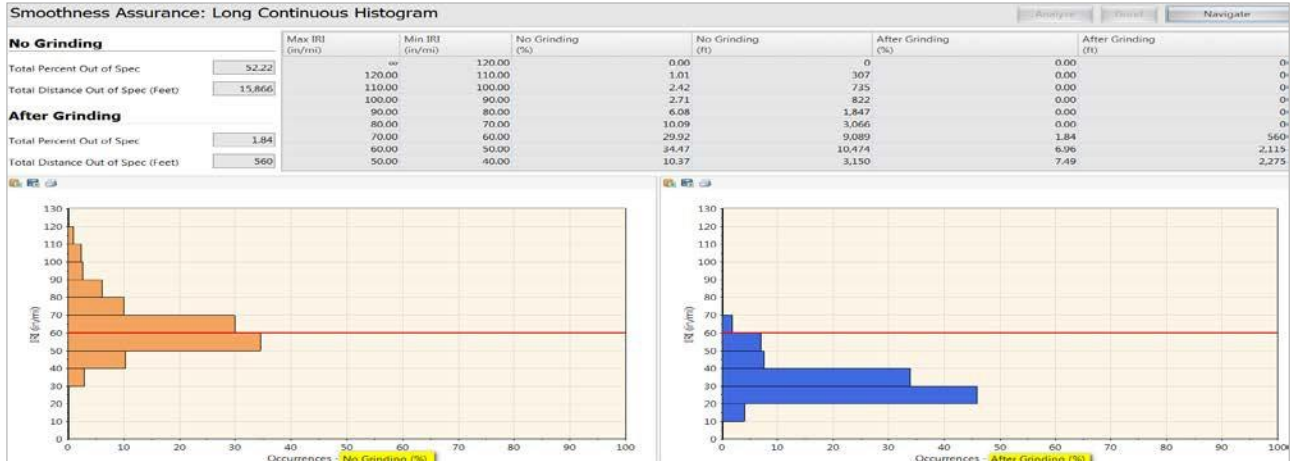 Smoothness Assurance: Long Continuous Histogram
Analyze Grind Navigate
No Grinding
Total Percent Out of Spec 52.22
Total Distance Out of Spec (Feet) 15,866
After Grinding
Total Percent Out of Spec 1.84
Total Distance Out of Spec (Feet) 560
Max IRI (in/mi) Min IRI (in/mi) No Grinding (%) No Grinding (ft) After Grinding (%) After Grinding (ft)
∞ 120.00 0.00 0 0.00 0
120.00 110.00 1.01 307 0.00 0
110.00 100.00 2.42 735 0.00 0
100.00 90.00 2.71 822 0.00 0
90.00 80.00 6.08 1,847 0.00 0
80.00 70.00 10.09 3,066 0.00 0
70.00 60.00 29.92 9,089 1.84 560
60.00 50.00 34.47 10,474 6.96 2,115
50.00 40.00 10.37 3,150 7.49 2,275
130
120
110
100
90
80
70
60
50
40
30
20
10
0
IRI (in/mi)
0 10 20 30 40 50 60 70 80 90 100
Occurrences - No Grinding (%)
130
120
110
100
90
80
70
60
50
40
30
20
10
0
IRI (in/mi)
0 10 20 30 40 50 60 70 80 90 100
Occurrences - After Grinding (%)